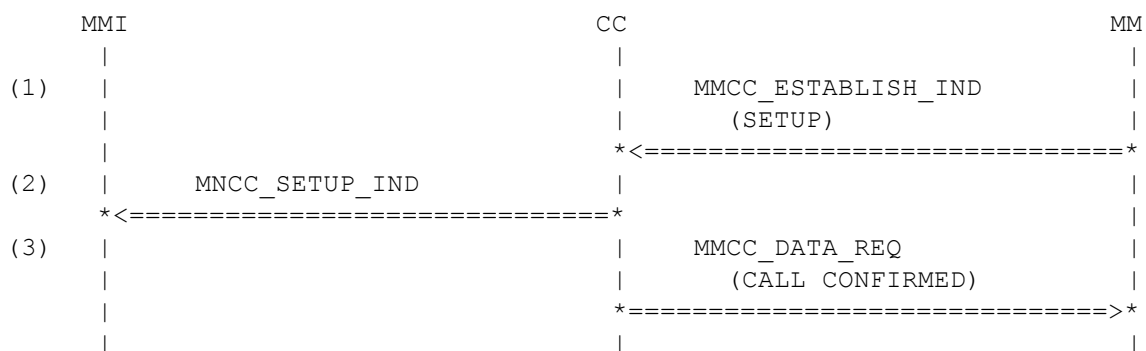 MMI                              CC                              MM
       |                                |                               |
(1)    |                                |    MMCC_ESTABLISH_IND         |
       |                                |      (SETUP)                  |
       |                                *<==============================*
(2)    |     MNCC_SETUP_IND             |                               |
       *<==============================*                                |
(3)    |                                |    MMCC_DATA_REQ              |
       |                                |      (CALL CONFIRMED)         |
       |                                *==============================>*
       |                                |                               |